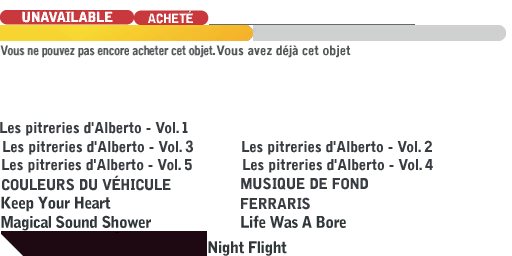 UNAVAILABLE ACHETÉ
Vous ne pouvez pas encore acheter cet objet. Vous avez déjà cet objet
Les pitreries d'Alberto - Vol. 1
Les pitreries d'Alberto - Vol. 3 Les pitreries d'Alberto - Vol. 2
Les pitreries d'Alberto - Vol. 5 Les pitreries d'Alberto - Vol. 4
COULEURS DU VÉHICULE MUSIQUE DE FOND
Keep Your Heart FERRARIS
Magical Sound Shower Life Was A Bore
Night Flight